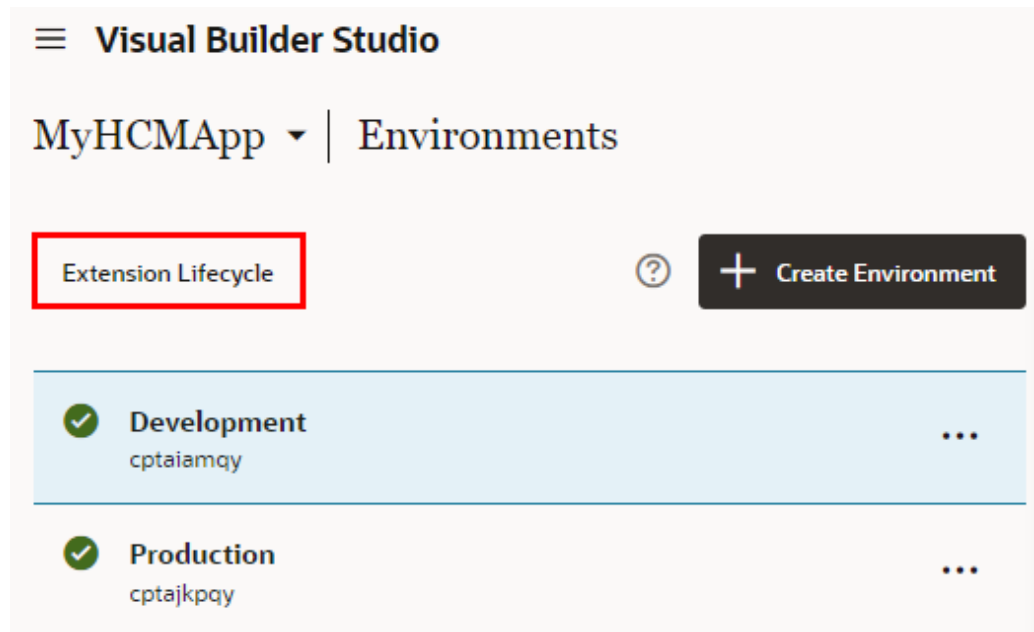 Visual Builder Studio
MyHCMApp Environments
Extension Lifecycle
Create Environment
Development
cptaiamqy
Production
cptajkpqy